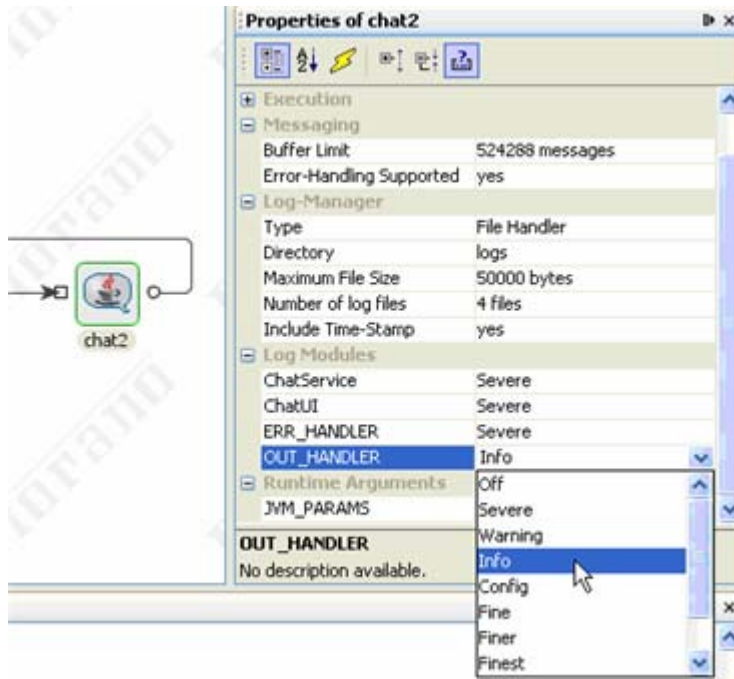 Properties of chat2
Execution
Messaging
Buffer Limit 524288 messages
Error-Handling Supported yes
Log-Manager
Type File Handler
Directory logs
Maximum File Size 50000 bytes
Number of log files 4 files
Include Time-Stamp yes
Log Modules
ChatService Severe
ChatUI Severe
ERR_HANDLER Severe
OUT_HANDLER Info
Runtime Arguments
JVM_PARAMS
Off
Severe
Warning
Info
Config
Fine
Finer
Finest
OUT_HANDLER
No description available.
chat2